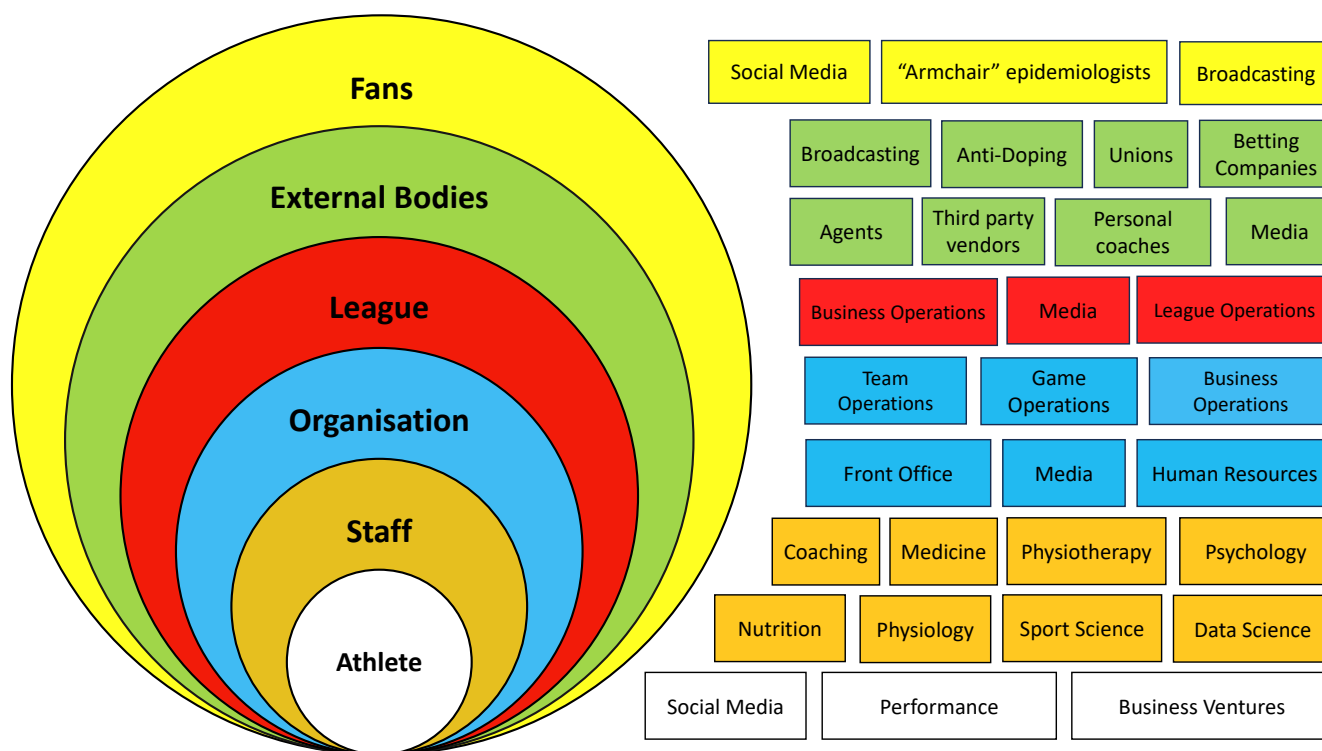 Fans
External Bodies
League
Organisation
Staff
Athlete
Social Media
“Armchair” epidemiologists
Broadcasting
Broadcasting
Anti-Doping
Unions
Betting
Companies
Agents
Third party
vendors
Personal
coaches
Media
Business Operations
Media
League Operations
Team
Operations
Game
Operations
Business
Operations
Front Office
Media
Human Resources
Coaching
Medicine
Physiotherapy
Psychology
Nutrition
Physiology
Sport Science
Data Science
Social Media
Performance
Business Ventures